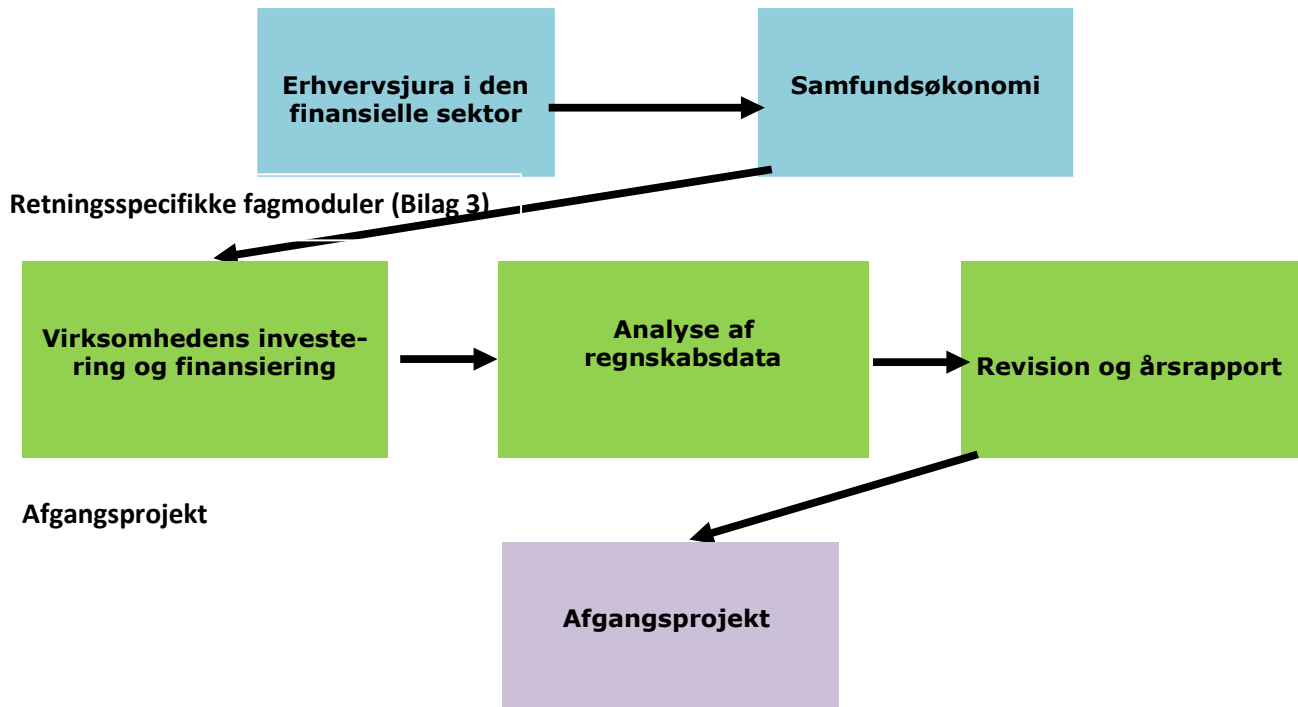 Erhvervsjura i den
finansielle sektor
Samfundsøkonomi
Retningsspecifikke fagmoduler (Bilag 3)
Virksomhedens investe-
ring og finansiering
Analyse af
regnskabsdata
Revision og årsrapport
Afgangsprojekt
Afgangsprojekt